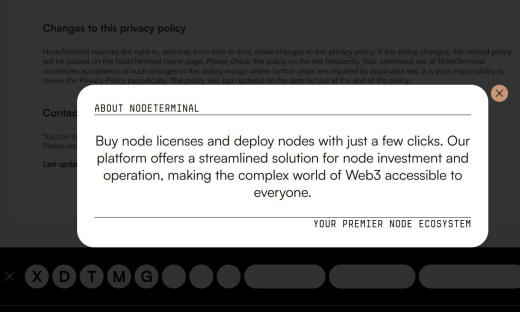 Changes to this privacy policy
NodeTerminal reserves the right to, and may from time to time, make changes to this privacy policy. If this policy changes, the revised policy
will be posted on the NodeTerminal home page. Please check this policy on the site frequently. Your continued use of NodeTerminal
constitutes acceptance of such changes in this policy, except where further steps are required by applicable law. It is your responsibility to
review the Privacy Policy periodically. This policy was last updated on the date set out at the end of the policy.
Contac
You can c
Please co
Last upda
ABOUT NODETERMINAL
Buy node licenses and deploy nodes with just a few clicks. Our
platform offers a streamlined solution for node investment and
operation, making the complex world of Web3 accessible to
everyone.
YOUR PREMIER NODE ECOSYSTEM
X D T M G